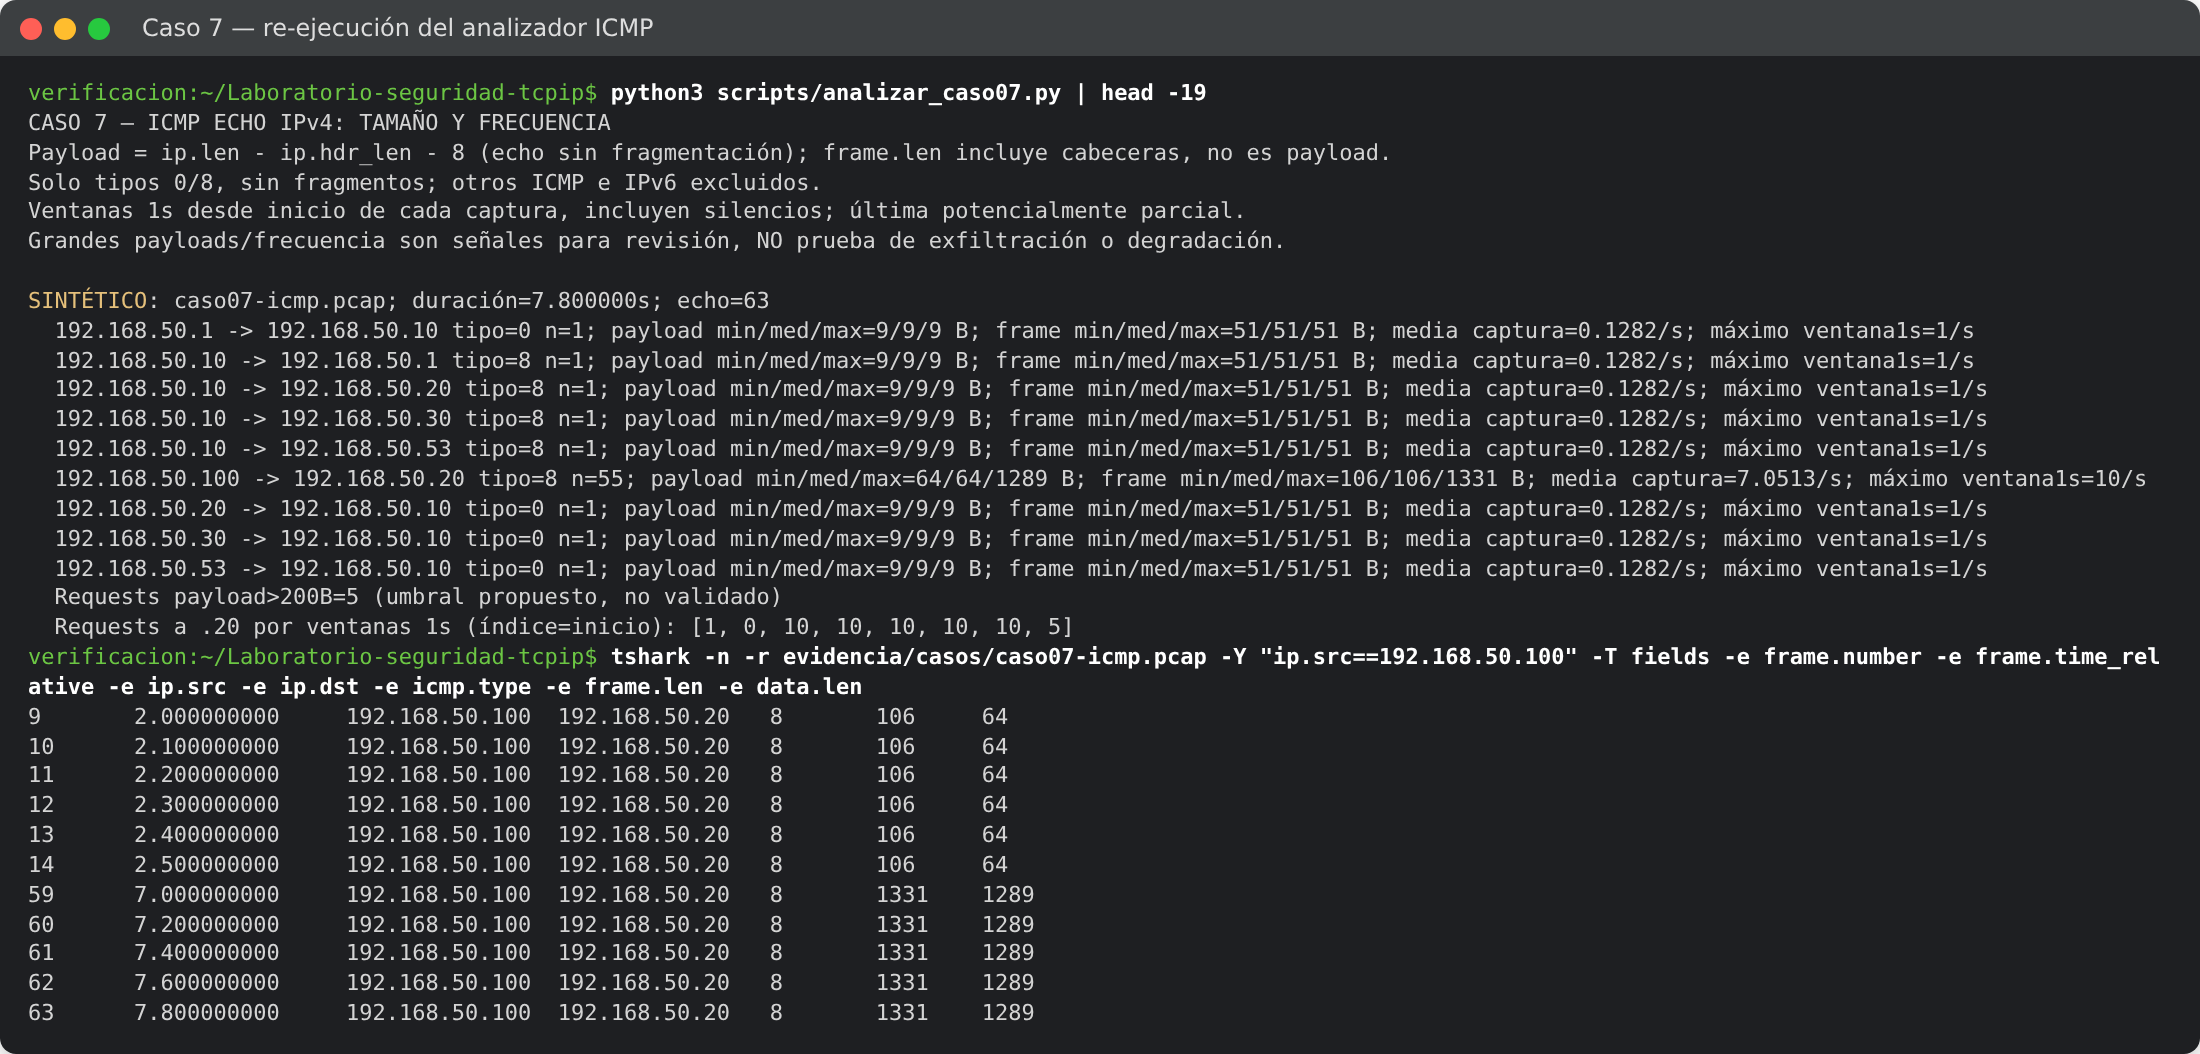 Caso 7 — re-ejecución del analizador ICMP
verificacion:~/Laboratorio-seguridad-tcpip$ python3 scripts/analizar_caso07.py | head -19
CASO 7 — ICMP ECHO IPv4: TAMAÑO Y FRECUENCIA
Payload = ip.len - ip.hdr_len - 8 (echo sin fragmentación); frame.len incluye cabeceras, no es payload.
Solo tipos 0/8, sin fragmentos; otros ICMP e IPv6 excluidos.
Ventanas 1s desde inicio de cada captura, incluyen silencios; última potencialmente parcial.
Grandes payloads/frecuencia son señales para revisión, NO prueba de exfiltración o degradación.
SINTÉTICO: caso07-icmp.pcap; duración=7.800000s; echo=63
192.168.50.1 -> 192.168.50.10 tipo=0 n=1; payload min/med/max=9/9/9 B; frame min/med/max=51/51/51 B; media captura=0.1282/s; máximo ventana1s=1/s
192.168.50.10 -> 192.168.50.1 tipo=8 n=1; payload min/med/max=9/9/9 B; frame min/med/max=51/51/51 B; media captura=0.1282/s; máximo ventana1s=1/s
192.168.50.10 -> 192.168.50.20 tipo=8 n=1; payload min/med/max=9/9/9 B; frame min/med/max=51/51/51 B; media captura=0.1282/s; máximo ventana1s=1/s
192.168.50.10 -> 192.168.50.30 tipo=8 n=1; payload min/med/max=9/9/9 B; frame min/med/max=51/51/51 B; media captura=0.1282/s; máximo ventana1s=1/s
192.168.50.10 -> 192.168.50.53 tipo=8 n=1; payload min/med/max=9/9/9 B; frame min/med/max=51/51/51 B; media captura=0.1282/s; máximo ventana1s=1/s
192.168.50.100 -> 192.168.50.20 tipo=8 n=55; payload min/med/max=64/64/1289 B; frame min/med/max=106/106/1331 B; media captura=7.0513/s; máximo ventana1s=10/s
192.168.50.20 -> 192.168.50.10 tipo=0 n=1; payload min/med/max=9/9/9 B; frame min/med/max=51/51/51 B; media captura=0.1282/s; máximo ventana1s=1/s
192.168.50.30 -> 192.168.50.10 tipo=0 n=1; payload min/med/max=9/9/9 B; frame min/med/max=51/51/51 B; media captura=0.1282/s; máximo ventana1s=1/s
192.168.50.53 -> 192.168.50.10 tipo=0 n=1; payload min/med/max=9/9/9 B; frame min/med/max=51/51/51 B; media captura=0.1282/s; máximo ventana1s=1/s
Requests payload>200B=5 (umbral propuesto, no validado)
Requests a .20 por ventanas 1s (índice=inicio): [1, 0, 10, 10, 10, 10, 10, 5]
verificacion:~/Laboratorio-seguridad-tcpip$ tshark -n -r evidencia/casos/caso07-icmp.pcap -Y "ip.src==192.168.50.100" -T fields -e frame.number -e frame.time_rel
ative -e ip.src -e ip.dst -e icmp.type -e frame.len -e data.len
9 2.000000000 192.168.50.100 192.168.50.20 8 106 64
10 2.100000000 192.168.50.100 192.168.50.20 8 106 64
11 2.200000000 192.168.50.100 192.168.50.20 8 106 64
12 2.300000000 192.168.50.100 192.168.50.20 8 106 64
13 2.400000000 192.168.50.100 192.168.50.20 8 106 64
14 2.500000000 192.168.50.100 192.168.50.20 8 106 64
59 7.000000000 192.168.50.100 192.168.50.20 8 1331 1289
60 7.200000000 192.168.50.100 192.168.50.20 8 1331 1289
61 7.400000000 192.168.50.100 192.168.50.20 8 1331 1289
62 7.600000000 192.168.50.100 192.168.50.20 8 1331 1289
63 7.800000000 192.168.50.100 192.168.50.20 8 1331 1289